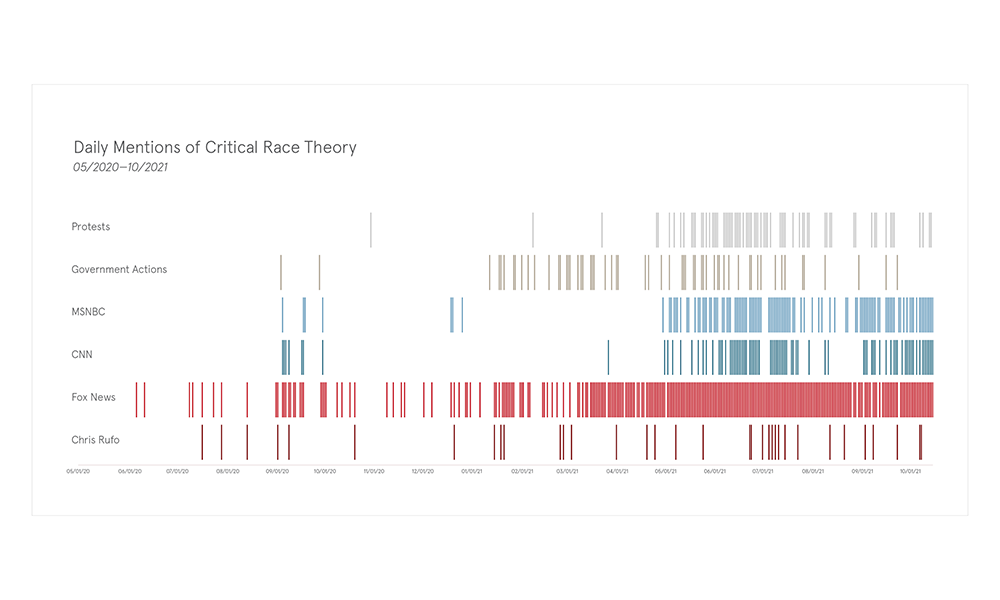 Daily Mentions of Critical Race Theory
05/2020—10/2021
Protests
Government Actions
MSNBC
CNN
Fox News
Chris Rufo
05/01/20 06/01/20 07/01/20 08/01/20 09/01/20 10/01/20 11/01/20 12/01/20 01/01/21 02/01/21 03/01/21 04/01/21 05/01/21 06/01/21 07/01/21 08/01/21 09/01/21 10/01/21